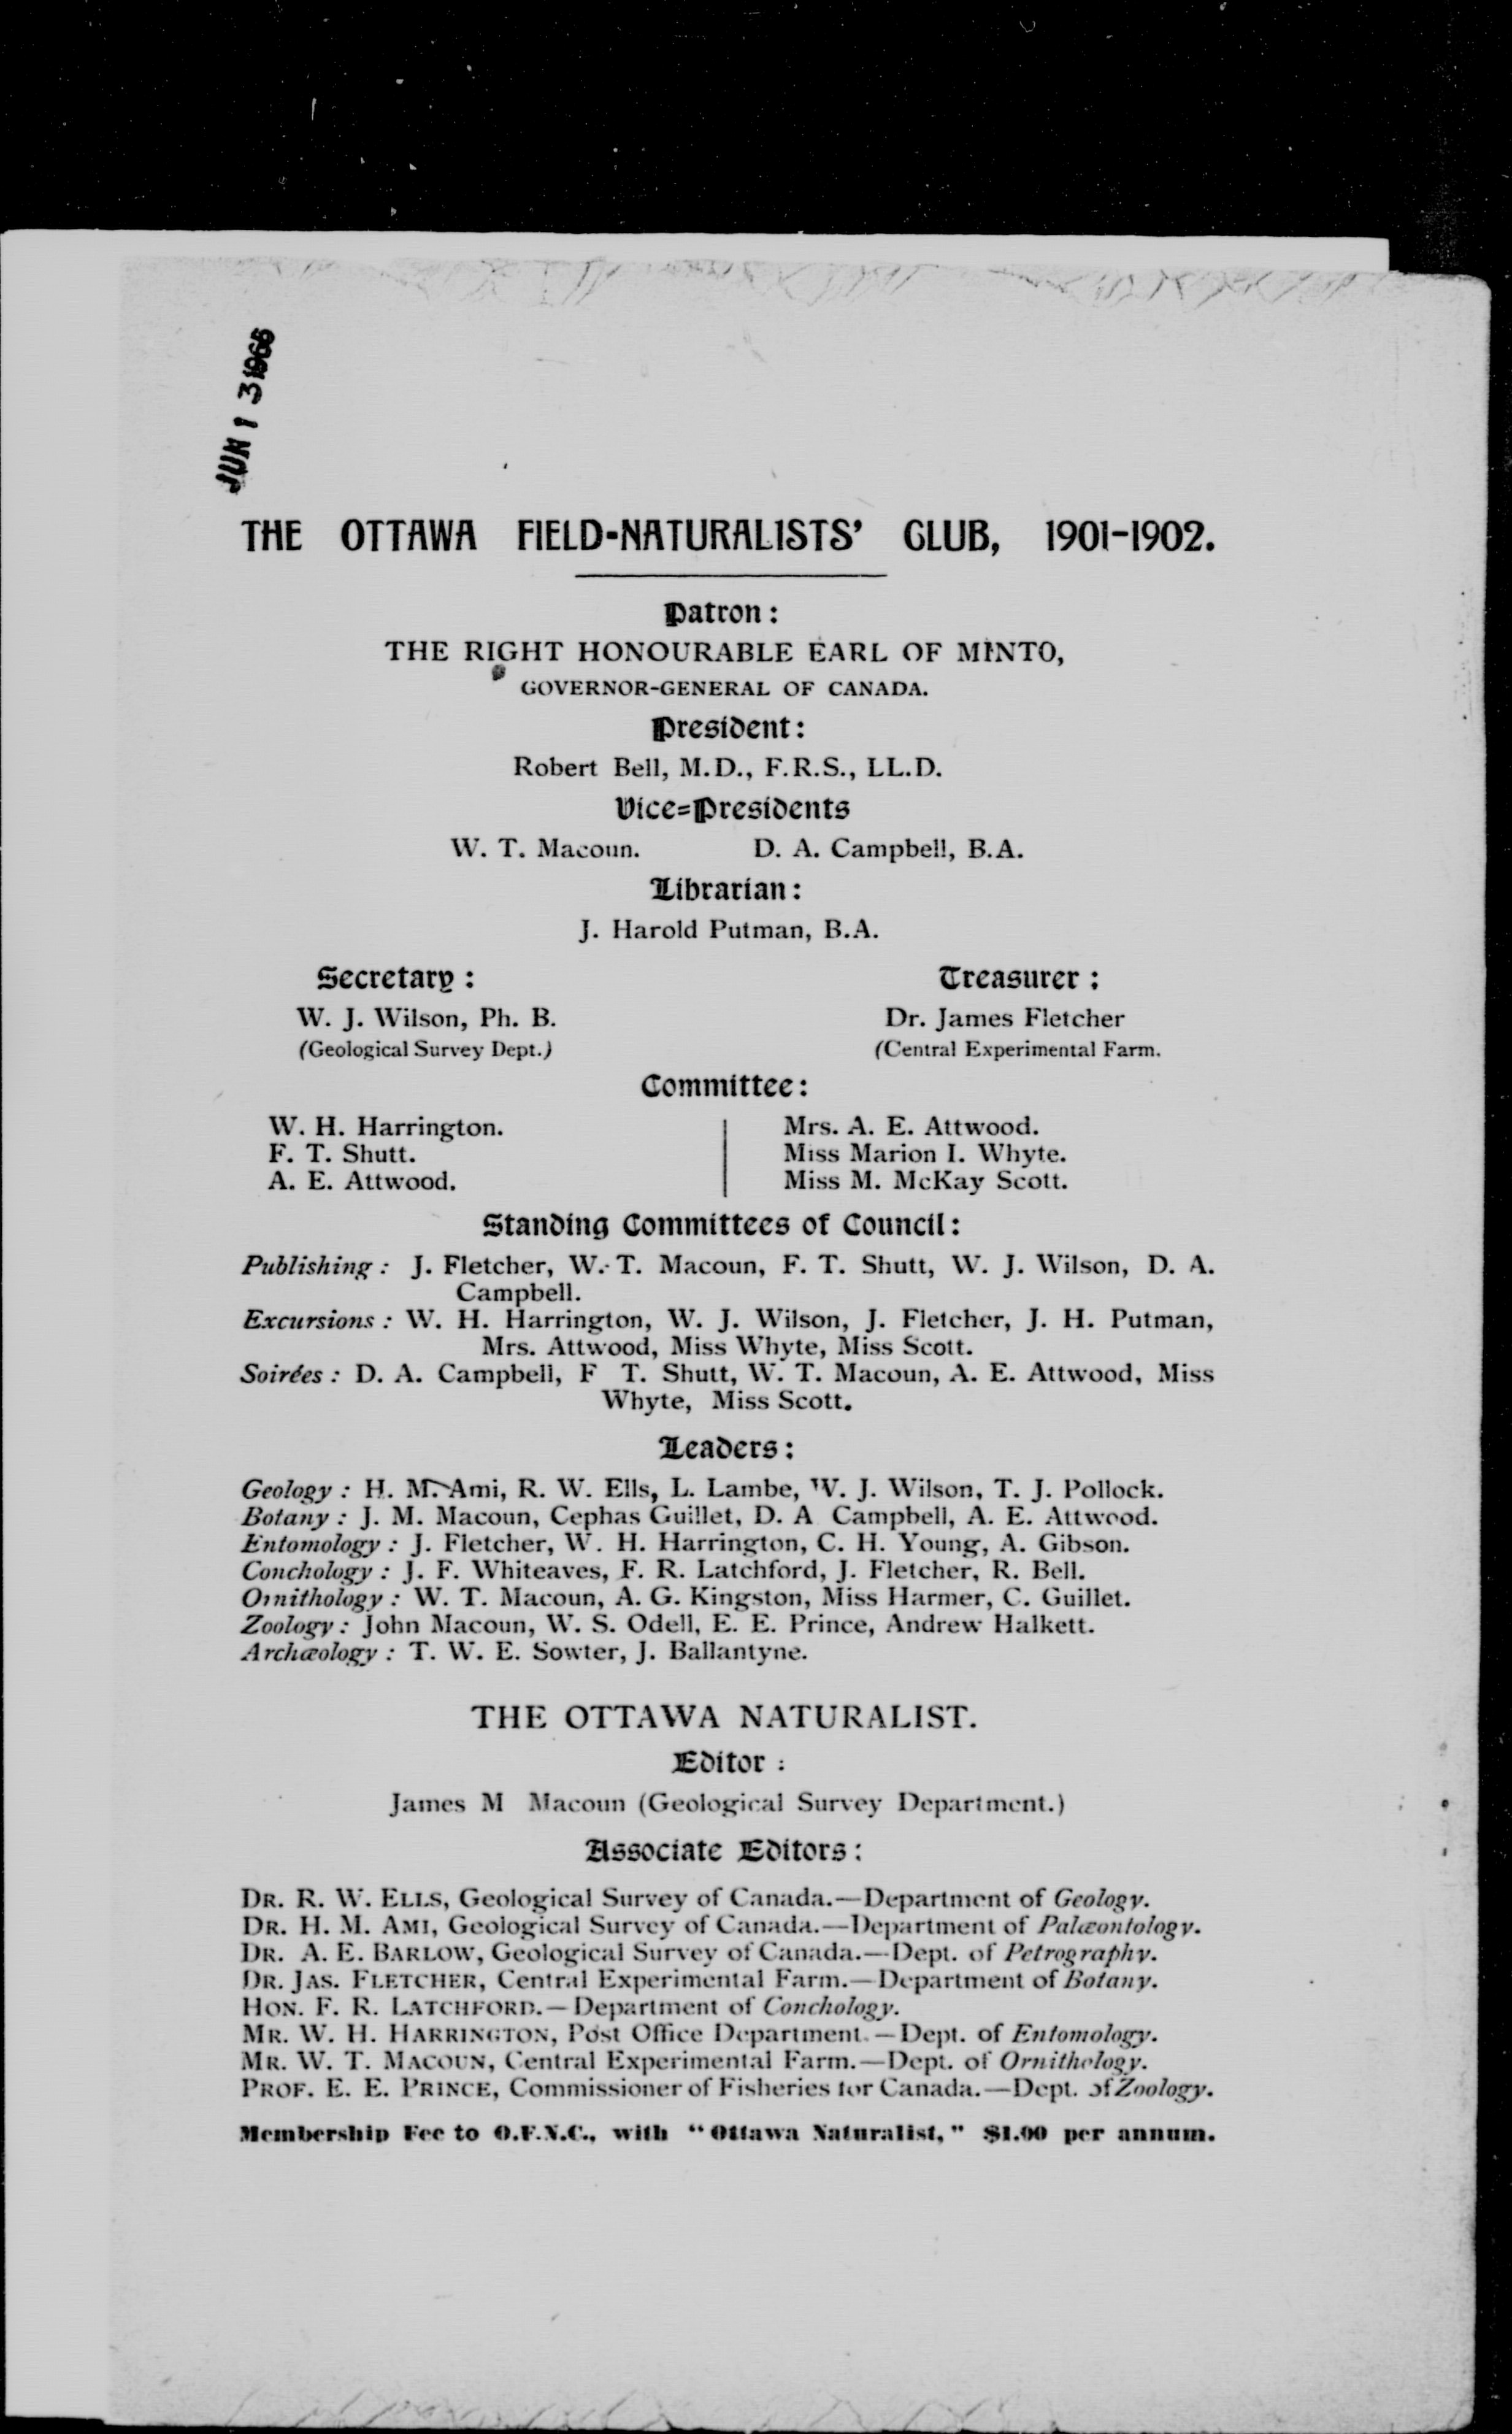 JUN 13 1966
THE OTTAWA FIELD-NATURALISTS' CLUB, 1901-1902.
Patron:
THE RIGHT HONOURABLE EARL OF MINTO,
GOVERNOR-GENERAL OF CANADA.
President:
Robert Bell, M.D., F.R.S., LL.D.
Vice=Presidents
W. T. Macoun. D. A. Campbell, B.A.
Librarian:
J. Harold Putman, B.A.
Secretary: Treasurer:
W. J. Wilson, Ph. B. Dr. James Fletcher
(Geological Survey Dept.) (Central Experimental Farm.
Committee:
W. H. Harrington. Mrs. A. E. Attwood.
F. T. Shutt. Miss Marion I. Whyte.
A. E. Attwood. Miss M. McKay Scott.
Standing Committees of Council:
Publishing: J. Fletcher, W. T. Macoun, F. T. Shutt, W. J. Wilson, D. A.
Campbell.
Excursions: W. H. Harrington, W. J. Wilson, J. Fletcher, J. H. Putman,
Mrs. Attwood, Miss Whyte, Miss Scott.
Soirées: D. A. Campbell, F T. Shutt, W. T. Macoun, A. E. Attwood, Miss
Whyte, Miss Scott.
Leaders:
Geology: H. M. Ami, R. W. Ells, L. Lambe, W. J. Wilson, T. J. Pollock.
Botany: J. M. Macoun, Cephas Guillet, D. A Campbell, A. E. Attwood.
Entomology: J. Fletcher, W. H. Harrington, C. H. Young, A. Gibson.
Conchology: J. F. Whiteaves, F. R. Latchford, J. Fletcher, R. Bell.
Ornithology: W. T. Macoun, A. G. Kingston, Miss Harmer, C. Guillet.
Zoology: John Macoun, W. S. Odell, E. E. Prince, Andrew Halkett.
Archæology: T. W. E. Sowter, J. Ballantyne.
THE OTTAWA NATURALIST.
Editor:
James M Macoun (Geological Survey Department.)
Associate Editors:
DR. R. W. ELLS, Geological Survey of Canada.—Department of Geology.
DR. H. M. AMI, Geological Survey of Canada.—Department of Palæontology.
DR. A. E. BARLOW, Geological Survey of Canada.—Dept. of Petrography.
DR. JAS. FLETCHER, Central Experimental Farm.—Department of Botany.
HON. F. R. LATCHFORD.—Department of Conchology.
MR. W. H. HARRINGTON, Post Office Department.—Dept. of Entomology.
MR. W. T. MACOUN, Central Experimental Farm.—Dept. of Ornithology.
PROF. E. E. PRINCE, Commissioner of Fisheries for Canada.—Dept. of Zoology.
Membership Fee to O.F.N.C., with "Ottawa Naturalist," $1.00 per annum.